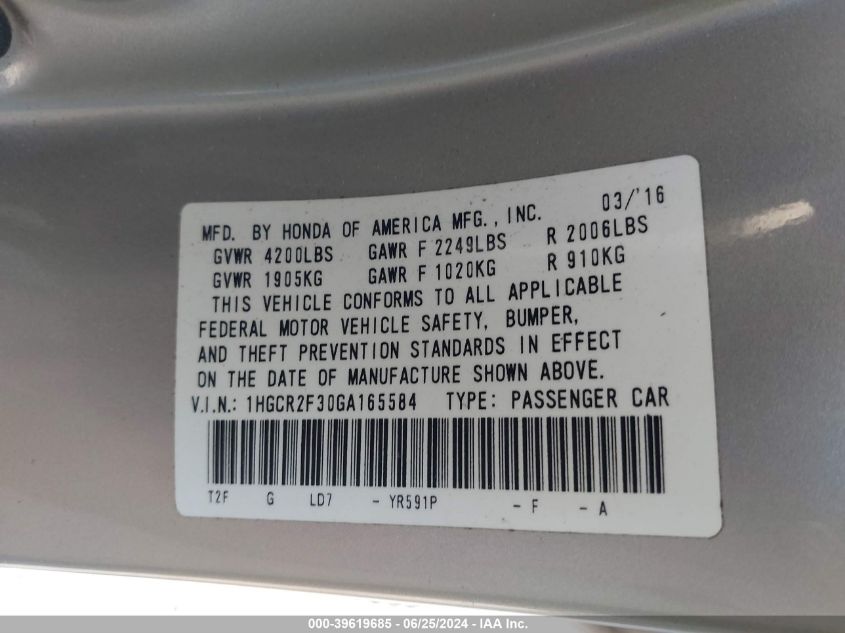 MFD. BY HONDA OF AMERICA MFG., INC. 03/'16
GVWR 4200LBS GAWR F 2249LBS R 2006LBS
GVWR 1905KG GAWR F 1020KG R 910KG
THIS VEHICLE CONFORMS TO ALL APPLICABLE
FEDERAL MOTOR VEHICLE SAFETY, BUMPER,
AND THEFT PREVENTION STANDARDS IN EFFECT
ON THE DATE OF MANUFACTURE SHOWN ABOVE.
V.I.N.: 1HGCR2F30GA165584 TYPE: PASSENGER CAR
T2F G LD7 - YR591P - F - A
000-39619685 - 06/25/2024 - IAA Inc.